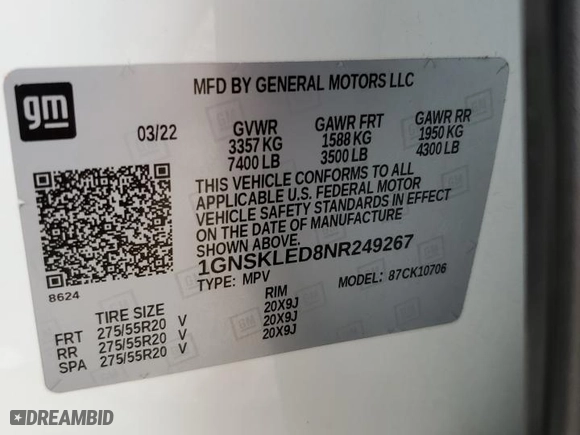 gm
MFD BY GENERAL MOTORS LLC
03/22 GVWR GAWR FRT GAWR RR
3357 KG 1588 KG 1950 KG
7400 LB 3500 LB 4300 LB
THIS VEHICLE CONFORMS TO ALL
APPLICABLE U.S. FEDERAL MOTOR
VEHICLE SAFETY STANDARDS IN EFFECT
ON THE DATE OF MANUFACTURE
SHOWN ABOVE.
1GNSKLED8NR249267
TYPE: MPV MODEL: 87CK10706
8624
TIRE SIZE RIM
FRT 275/55R20 V 20X9J
RR 275/55R20 V 20X9J
SPA 275/55R20 V 20X9J
DREAMBID